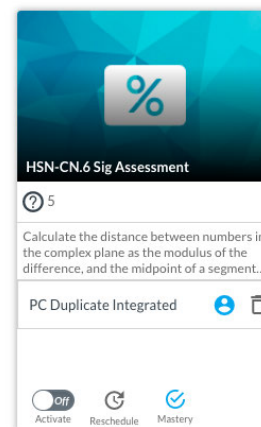 %
HSN-CN.6 Sig Assessment
? 5
Calculate the distance between numbers in
the complex plane as the modulus of the
difference, and the midpoint of a segment...
PC Duplicate Integrated
Off
Activate Reschedule Mastery